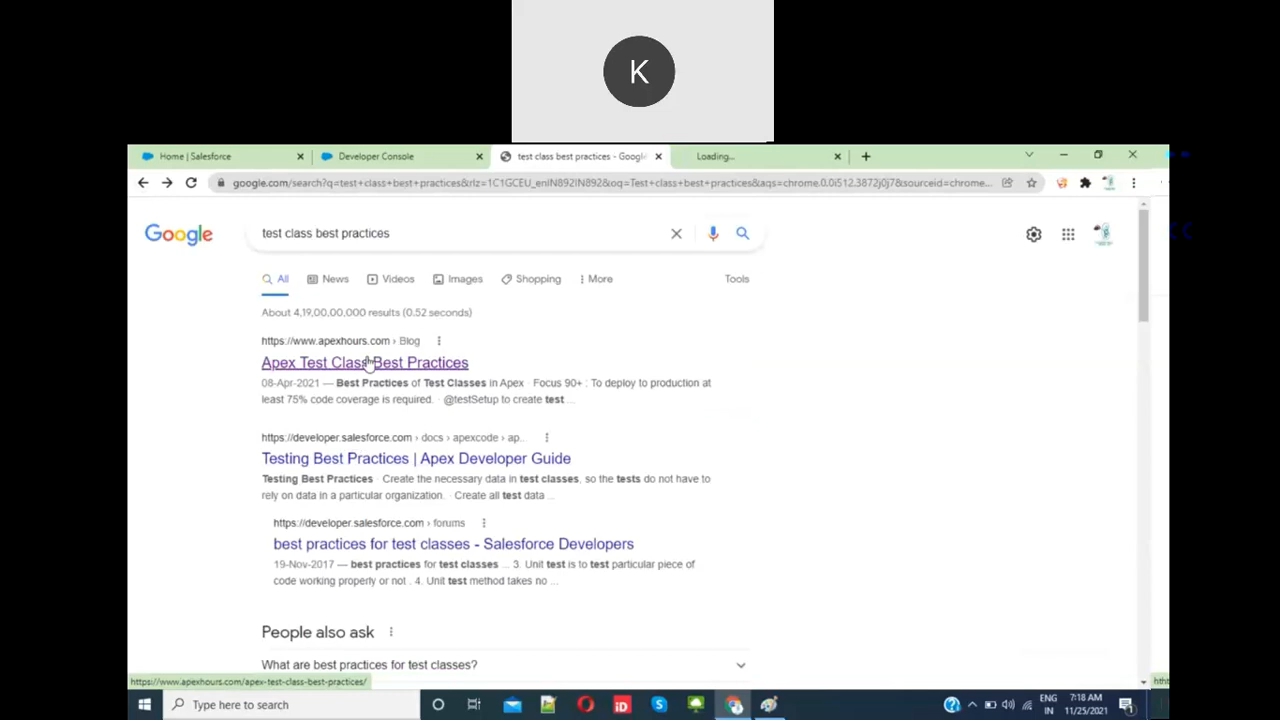 K
Home | Salesforce
Developer Console
test class best practices - Google
Loading...
google.com/search?q=test+class+best+practices&rlz=1C1GCEU_enIN892IN892&oq=Test+class+best+practices&aqs=chrome.0.0i512.3872j0j7&sourceid=chrome...
Google
test class best practices
All
News
Videos
Images
Shopping
More
Tools
About 4,19,00,00,000 results (0.52 seconds)
https://www.apexhours.com › Blog
Apex Test Class Best Practices
08-Apr-2021 — Best Practices of Test Classes in Apex · Focus 90+ : To deploy to production at
least 75% code coverage is required. · @testSetup to create test ...
https://developer.salesforce.com › docs › apexcode › ap...
Testing Best Practices | Apex Developer Guide
Testing Best Practices · Create the necessary data in test classes, so the tests do not have to
rely on data in a particular organization. · Create all test data ...
https://developer.salesforce.com › forums
best practices for test classes - Salesforce Developers
19-Nov-2017 — best practices for test classes ... 3. Unit test is to test particular piece of
code working properly or not . 4. Unit test method takes no ...
People also ask
What are best practices for test classes?
https://www.apexhours.com/apex-test-class-best-practices/
Type here to search
iD
ENG
IN
7:18 AM
11/25/2021